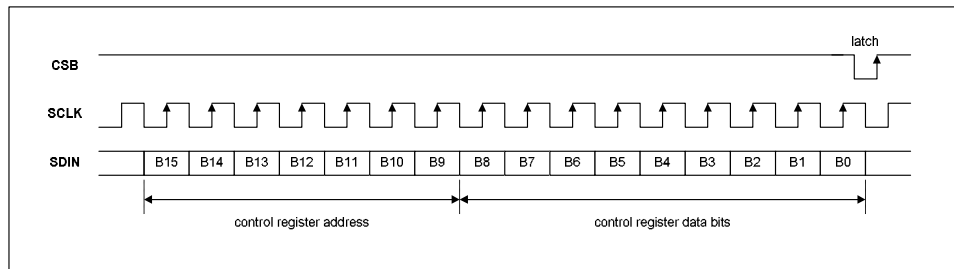 latch
CSB
SCLK
SDIN B15 B14 B13 B12 B11 B10 B9 B8 B7 B6 B5 B4 B3 B2 B1 B0
control register address control register data bits